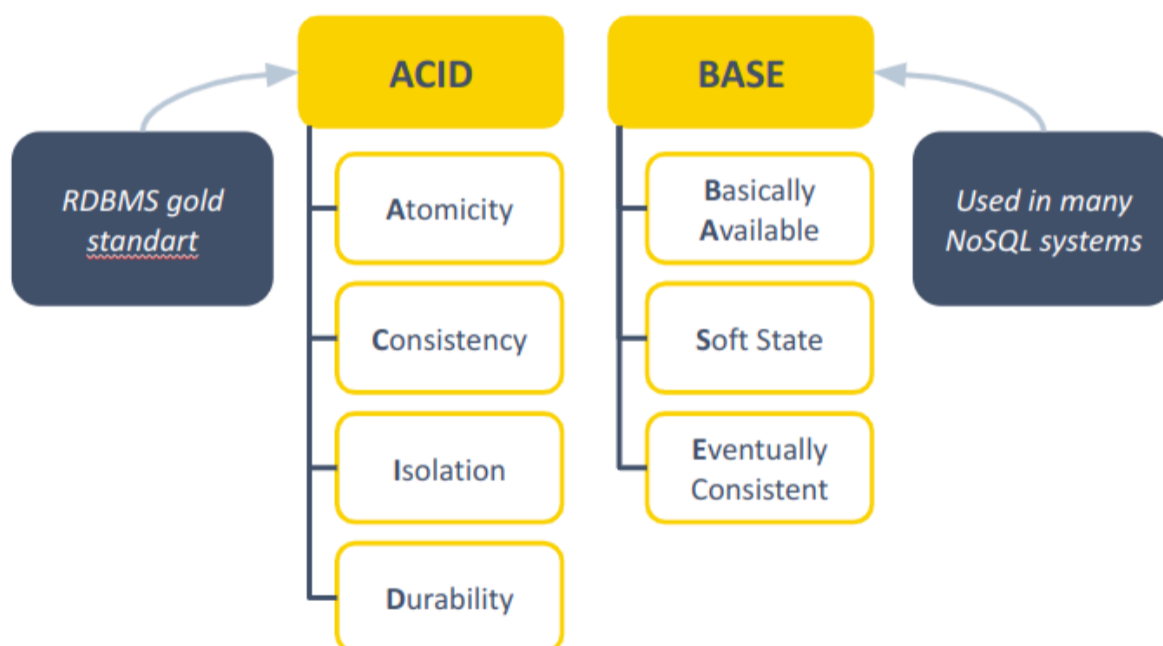 ACID
BASE
RDBMS gold
standart
Used in many
NoSQL systems
Atomicity
Basically
Available
Consistency
Soft State
Isolation
Eventually
Consistent
Durability